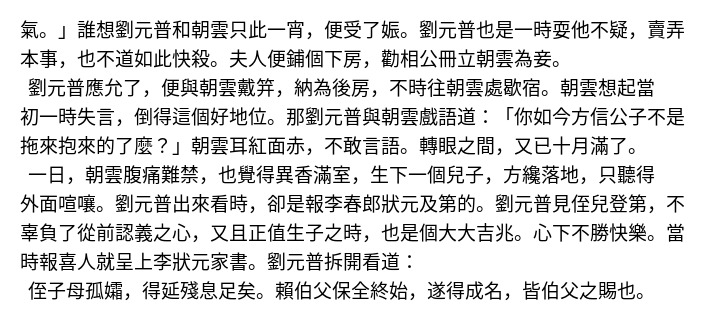 氣。」誰想劉元普和朝雲只此一宵，便受了娠。劉元普也是一時耍他不疑，賣弄
本事，也不道如此快殺。夫人便鋪個下房，勸相公冊立朝雲為妾。
劉元普應允了，便與朝雲戴笄，納為後房，不時往朝雲處歇宿。朝雲想起當
初一時失言，倒得這個好地位。那劉元普與朝雲戲語道：「你如今方信公子不是
拖來抱來的了麼？」朝雲耳紅面赤，不敢言語。轉眼之間，又已十月滿了。
一日，朝雲腹痛難禁，也覺得異香滿室，生下一個兒子，方纔落地，只聽得
外面喧嚷。劉元普出來看時，卻是報李春郎狀元及第的。劉元普見侄兒登第，不
辜負了從前認義之心，又且正值生子之時，也是個大大吉兆。心下不勝快樂。當
時報喜人就呈上李狀元家書。劉元普拆開看道：
侄子母孤孀，得延殘息足矣。賴伯父保全終始，遂得成名，皆伯父之賜也。